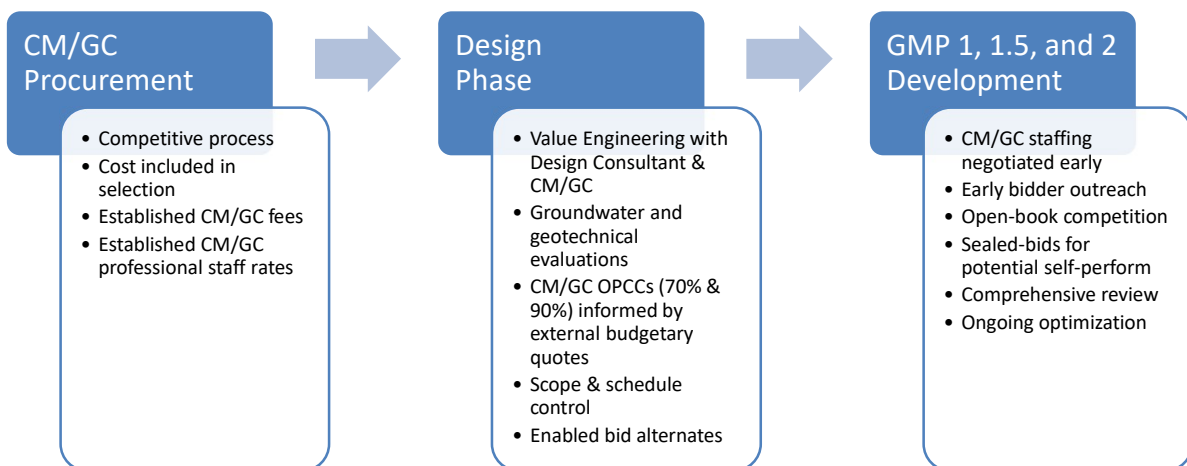 CM/GC
Procurement
• Competitive process
• Cost included in
selection
• Established CM/GC fees
• Established CM/GC
professional staff rates
Design
Phase
• Value Engineering with
Design Consultant &
CM/GC
• Groundwater and
geotechnical
evaluations
• CM/GC OPCCs (70% &
90%) informed by
external budgetary
quotes
• Scope & schedule
control
• Enabled bid alternates
GMP 1, 1.5, and 2
Development
• CM/GC staffing
negotiated early
• Early bidder outreach
• Open-book competition
• Sealed-bids for
potential self-perform
• Comprehensive review
• Ongoing optimization